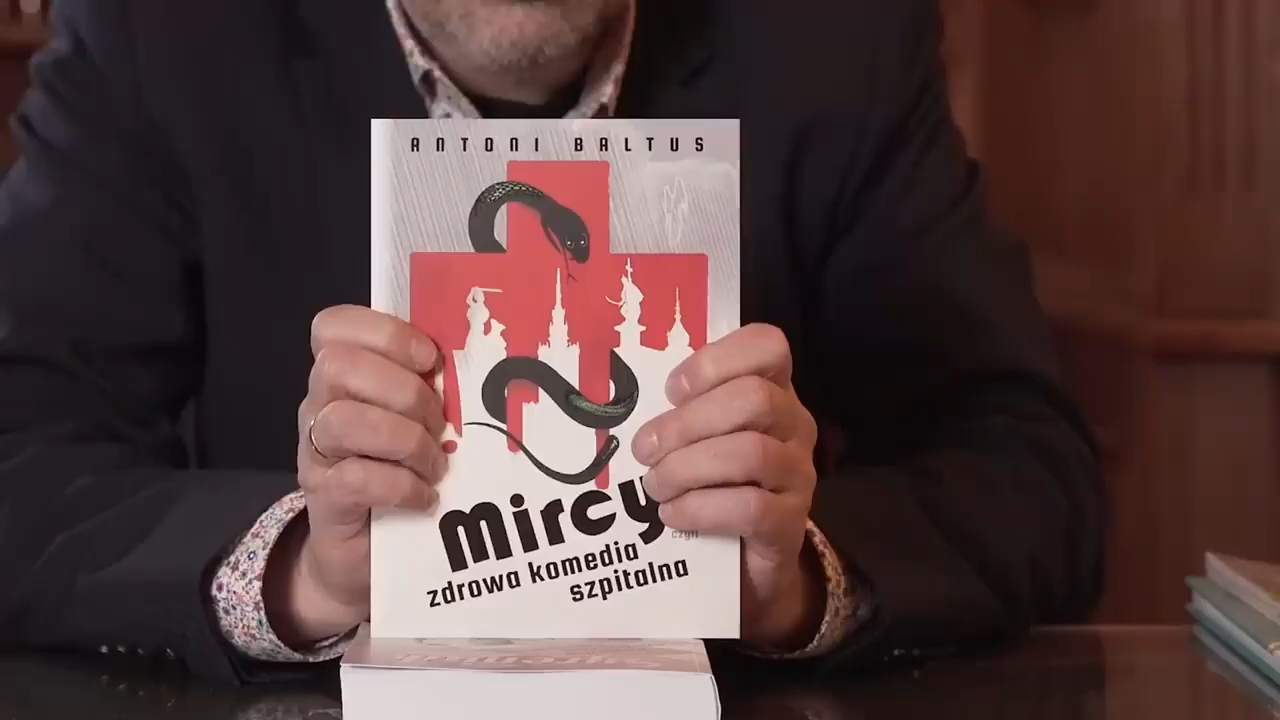 ANTONI BALTUS
Mircy
czyli
zdrowa komedia
szpitalna